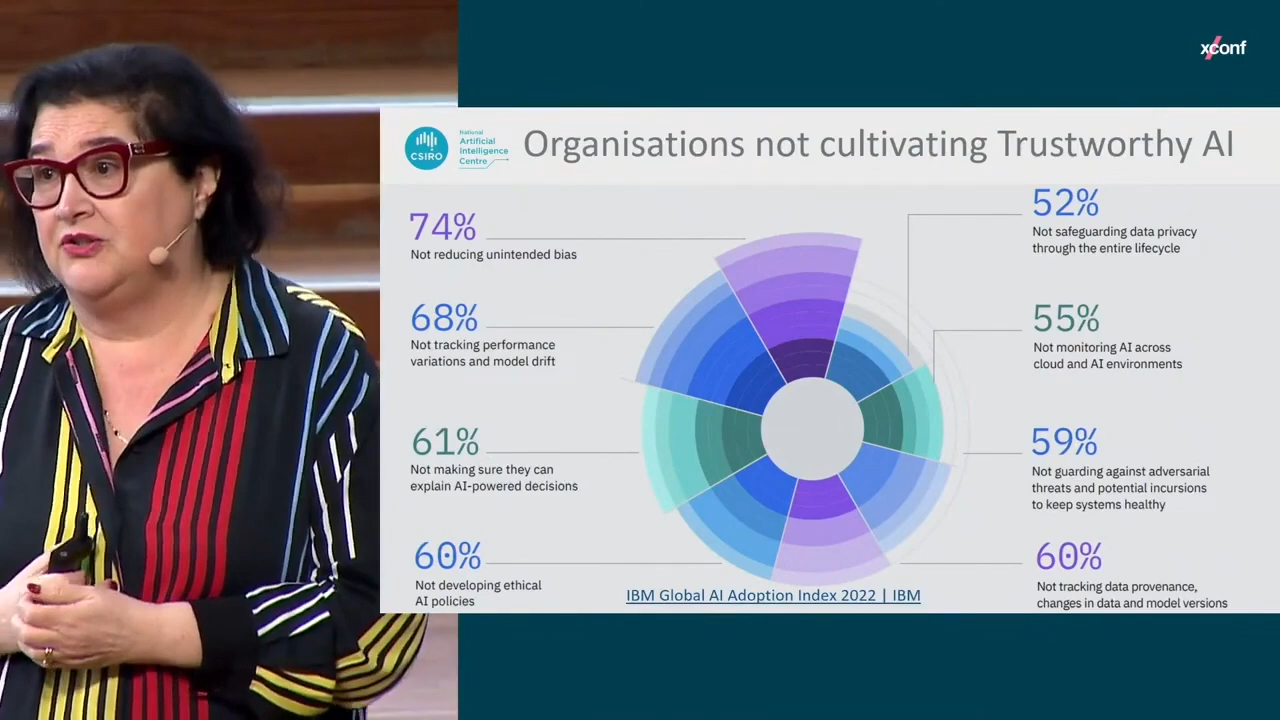 xconf
CSIRO
National
Artificial
Intelligence
Centre
Organisations not cultivating Trustworthy AI
74%
Not reducing unintended bias
68%
Not tracking performance
variations and model drift
61%
Not making sure they can
explain AI-powered decisions
60%
Not developing ethical
AI policies
52%
Not safeguarding data privacy
through the entire lifecycle
55%
Not monitoring AI across
cloud and AI environments
59%
Not guarding against adversarial
threats and potential incursions
to keep systems healthy
60%
Not tracking data provenance,
changes in data and model versions
IBM Global AI Adoption Index 2022 | IBM